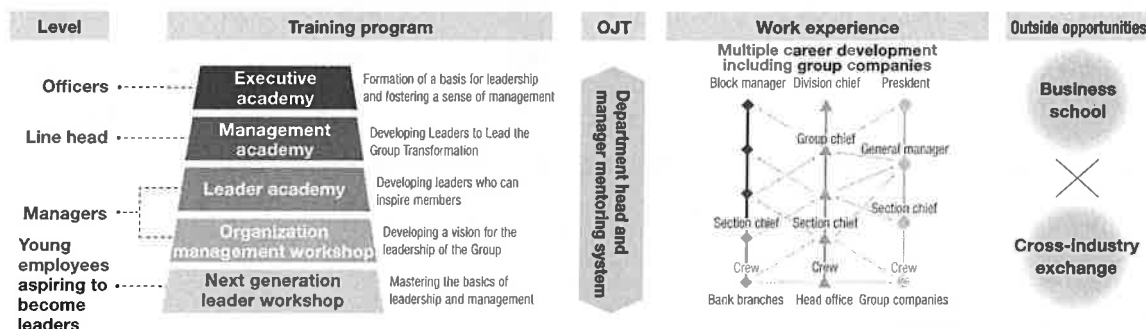 Level
Training program
OJT
Work experience
Outside opportunities
Officers
Executive
academy
Formation of a basis for leadership
and fostering a sense of management
Line head
Management
academy
Developing Leaders to Lead the
Group Transformation
Managers
Leader academy
Developing leaders who can
inspire members
Organization
management workshop
Developing a vision for the
leadership of the Group
Young
employees
aspiring to
become
leaders
Next generation
leader workshop
Mastering the basics of
leadership and management
Department head and
manager mentoring system
Multiple career development
including group companies
Block manager
Division chief
President
Group chief
General manager
Section chief
Section chief
Section chief
Crew
Crew
Crew
Bank branches
Head office
Group companies
Business
school
Cross-industry
exchange